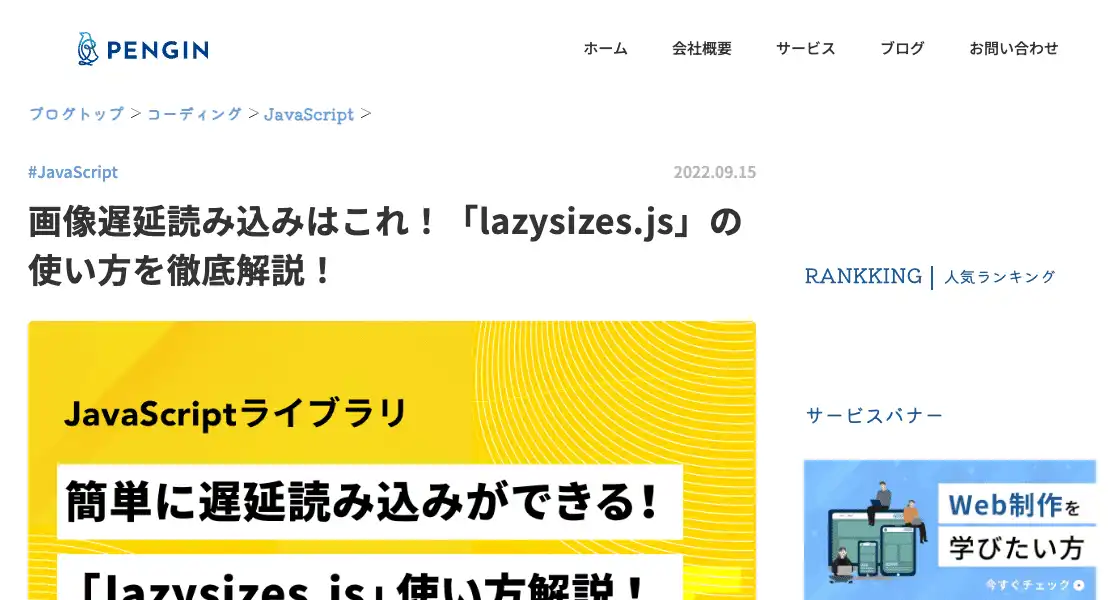 PENGIN
ホーム 会社概要 サービス ブログ お問い合わせ
ブログトップ > コーディング > JavaScript >
#JavaScript 2022.09.15
画像遅延読み込みはこれ！「lazysizes.js」の
使い方を徹底解説！
JavaScriptライブラリ
簡単に遅延読み込みができる！
「lazysizes.js」使い方解説！
RANKKING | 人気ランキング
サービスバナー
Web制作を
学びたい方
今すぐチェック